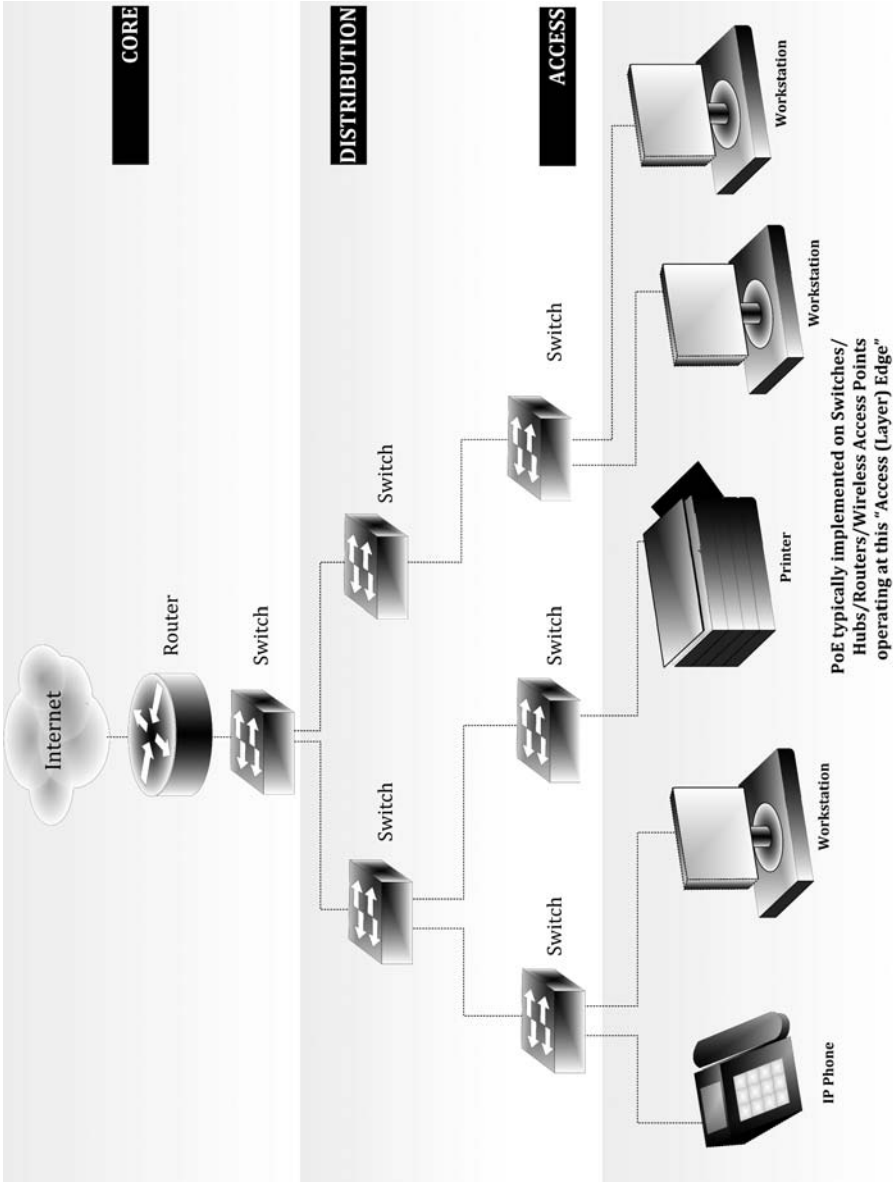 CORE
Internet
Router
Switch
DISTRIBUTION
Switch
Switch
ACCESS
Switch
Switch
Switch
IP Phone
Workstation
Printer
Workstation
Workstation
PoE typically implemented on Switches/
Hubs/Routers/Wireless Access Points
operating at this “Access (Layer) Edge”